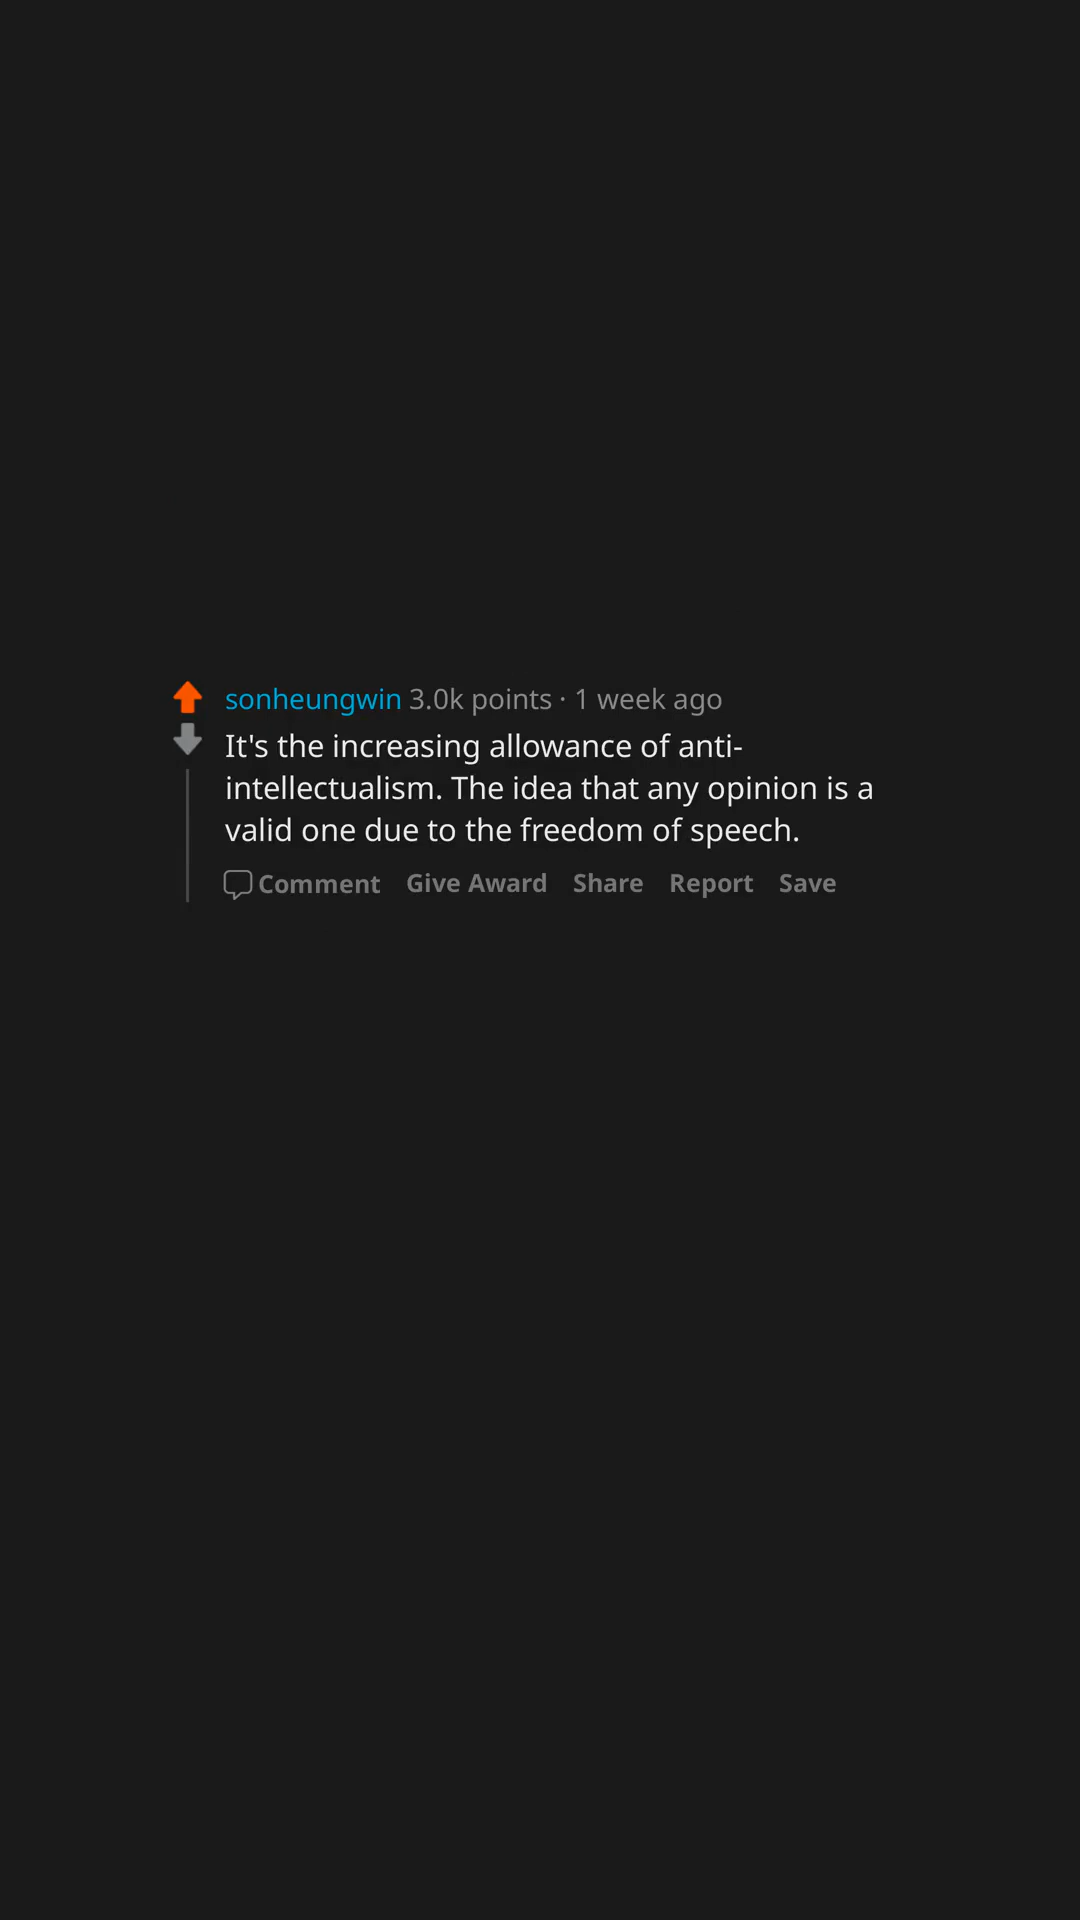 sonheungwin 3.0k points · 1 week ago
It's the increasing allowance of anti-
intellectualism. The idea that any opinion is a
valid one due to the freedom of speech.
Comment Give Award Share Report Save